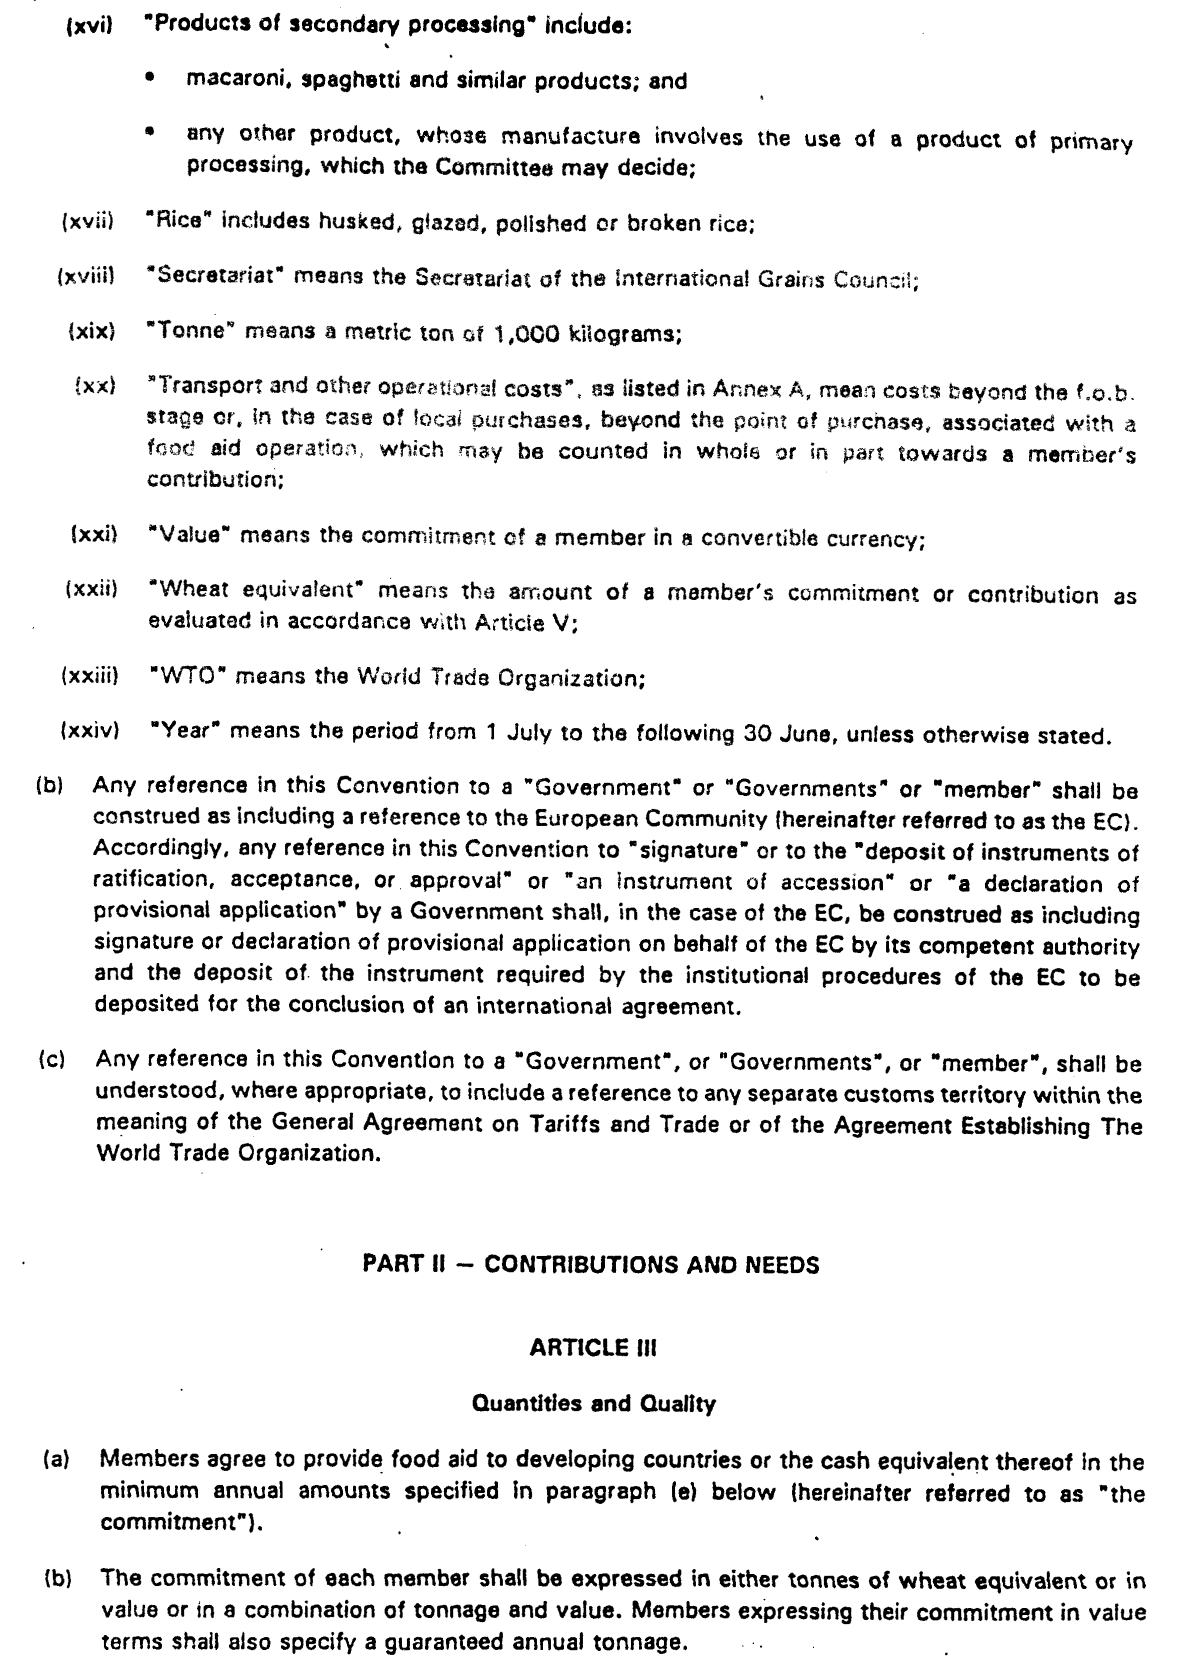 (xvi) "Products of secondary processing" include:
• macaroni, spaghetti and similar products; and
• any other product, whose manufacture involves the use of a product of primary
processing, which the Committee may decide;
(xvii) "Rice" includes husked, glazed, polished or broken rice;
(xviii) "Secretariat" means the Secretariat of the International Grains Council;
(xix) "Tonne" means a metric ton of 1,000 kilograms;
(xx) "Transport and other operational costs", as listed in Annex A, mean costs beyond the f.o.b.
stage or, in the case of local purchases, beyond the point of purchase, associated with a
food aid operation, which may be counted in whole or in part towards a member's
contribution;
(xxi) "Value" means the commitment of a member in a convertible currency;
(xxii) "Wheat equivalent" means the amount of a member's commitment or contribution as
evaluated in accordance with Article V;
(xxiii) "WTO" means the World Trade Organization;
(xxiv) "Year" means the period from 1 July to the following 30 June, unless otherwise stated.
(b) Any reference in this Convention to a "Government" or "Governments" or "member" shall be
construed as including a reference to the European Community (hereinafter referred to as the EC).
Accordingly, any reference in this Convention to "signature" or to the "deposit of instruments of
ratification, acceptance, or approval" or "an instrument of accession" or "a declaration of
provisional application" by a Government shall, in the case of the EC, be construed as including
signature or declaration of provisional application on behalf of the EC by its competent authority
and the deposit of the instrument required by the institutional procedures of the EC to be
deposited for the conclusion of an international agreement.
(c) Any reference in this Convention to a "Government", or "Governments", or "member", shall be
understood, where appropriate, to include a reference to any separate customs territory within the
meaning of the General Agreement on Tariffs and Trade or of the Agreement Establishing The
World Trade Organization.
PART II — CONTRIBUTIONS AND NEEDS
ARTICLE III
Quantities and Quality
(a) Members agree to provide food aid to developing countries or the cash equivalent thereof in the
minimum annual amounts specified in paragraph (e) below (hereinafter referred to as "the
commitment").
(b) The commitment of each member shall be expressed in either tonnes of wheat equivalent or in
value or in a combination of tonnage and value. Members expressing their commitment in value
terms shall also specify a guaranteed annual tonnage.